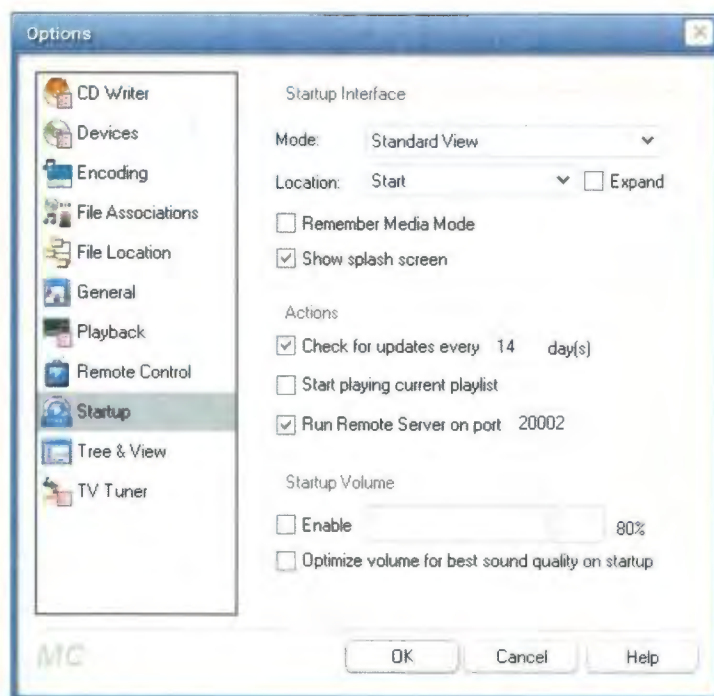 Options
CD Writer
Devices
Encoding
File Associations
File Location
General
Playback
Remote Control
Startup
Tree & View
TV Tuner
Startup Interface
Mode: Standard View
Location: Start Expand
Remember Media Mode
Show splash screen
Actions
Check for updates every 14 day(s)
Start playing current playlist
Run Remote Server on port 20002
Startup Volume
Enable 80%
Optimize volume for best sound quality on startup
MC OK Cancel Help